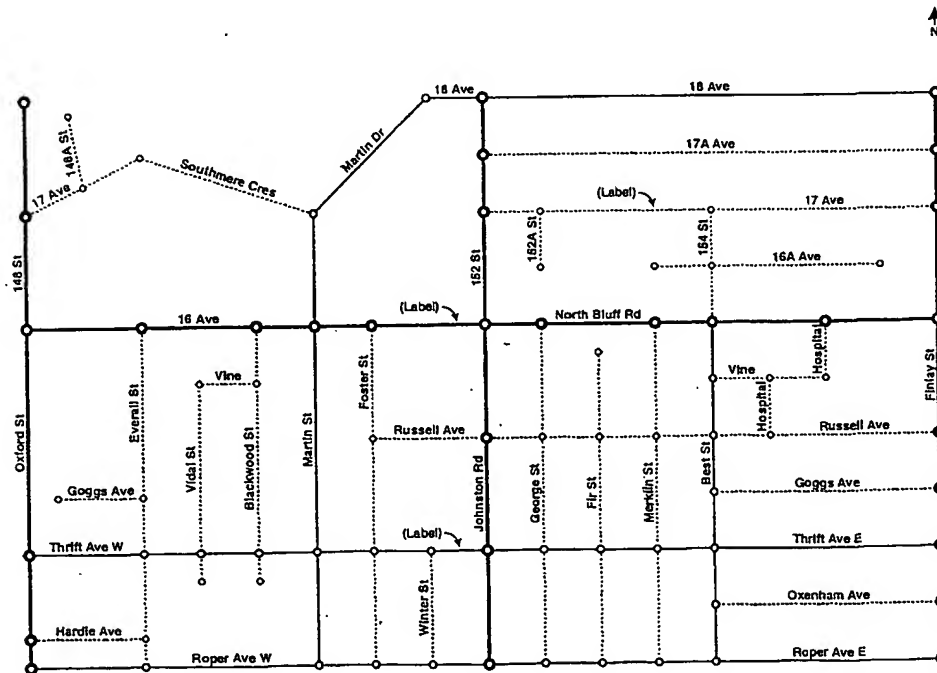 N
18 Ave
18 Ave
148A St
Martin Dr
17A Ave
Southmere Cres
17 Ave
(Label)
17 Ave
152A St
154 St
148 St
152 St
16A Ave
(Label)
16 Ave
North Bluff Rd
Hospital
Vine
Foster St
Vine
Finlay St
Everall St
Hospital
Oxford St
Martin St
Russell Ave
Russell Ave
Vidal St
Blackwood St
Best St
Johnston Rd
George St
Fir St
Merklin St
Goggs Ave
Goggs Ave
(Label)
Thrift Ave W
Thrift Ave E
Winter St
Oxenham Ave
Hardie Ave
Roper Ave W
Roper Ave E